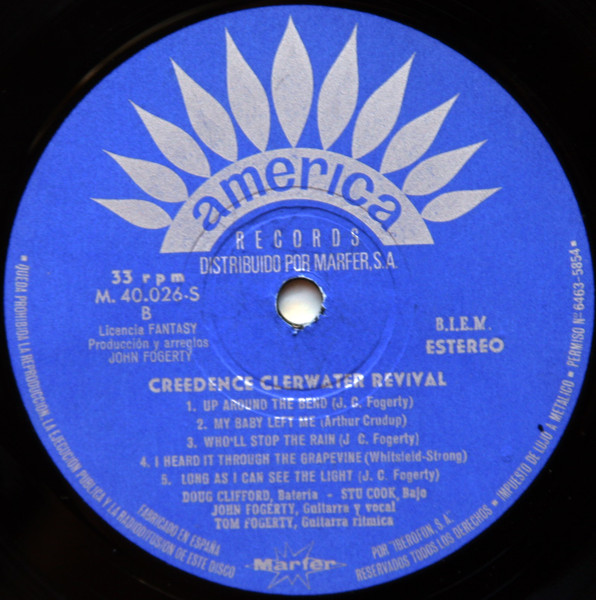 america
RECORDS
DISTRIBUIDO POR MARFER, S.A.
33 rpm
M. 40.026-S
B
Licencia FANTASY
Producción y arreglos
JOHN FOGERTY
B.I.E.M.
ESTEREO
CREEDENCE CLERWATER REVIVAL
1. UP AROUND THE BEND (J. C. Fogerty)
2. MY BABY LEFT ME (Arthur Crudup)
3. WHO'LL STOP THE RAIN (J C. Fogerty)
4. I HEARD IT THROUGH THE GRAPEVINE (Whitsfeld-Strong)
5. LONG AS I CAN SEE THE LIGHT (J. C. Fogerty)
DOUG CLIFFORD, Bateria - STU COOK, Bajo
JOHN FOGERTY, Guitarra y vocal
TOM FOGERTY, Guitarra ritmica
Marfer
• QUEDA PROHIBIDA LA REPRODUCCION, LA EJECUCION PUBLICA Y LA RADIODIFUSION DE ESTE DISCO
FABRICADO EN ESPAÑA
POR "IBEROFON S.A."
RESERVADOS TODOS LOS DERECHOS • IMPUESTO DE LUJO A METALICO • PERMISO Nº 6463-5854 •